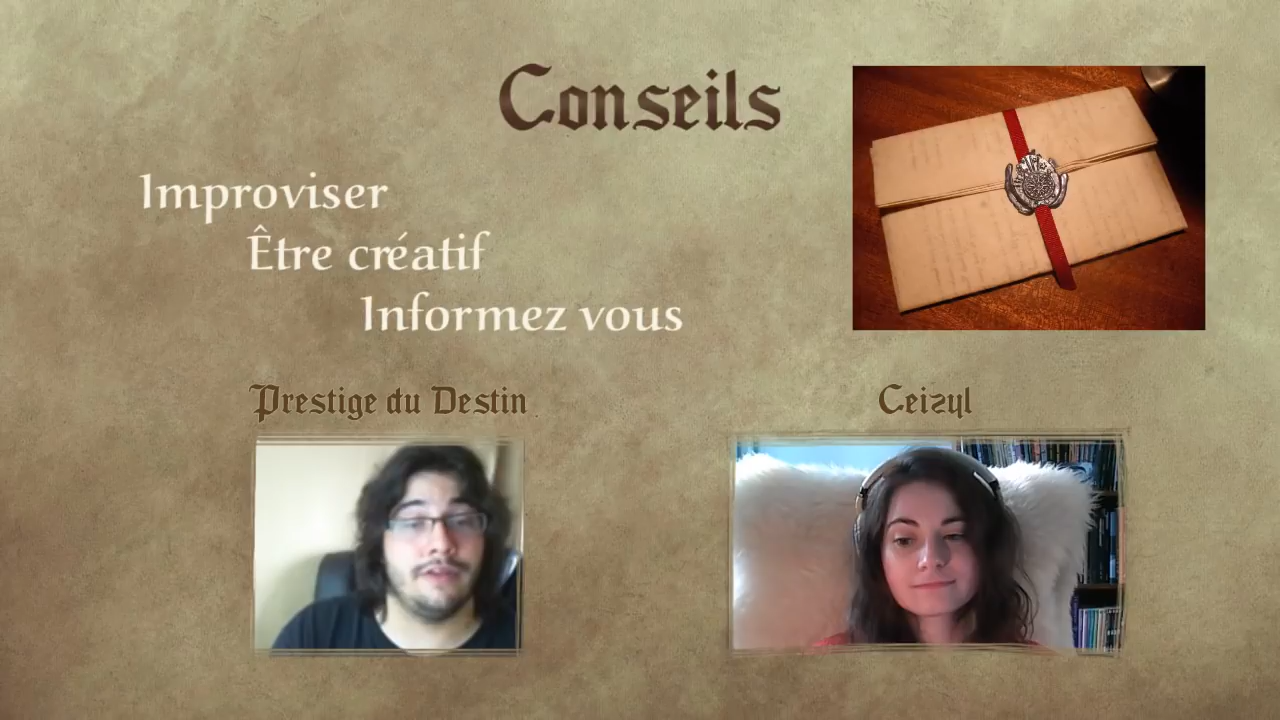 Conseils
Improviser
Être créatif
Informez vous
Prestige du Destin
Ceizyl